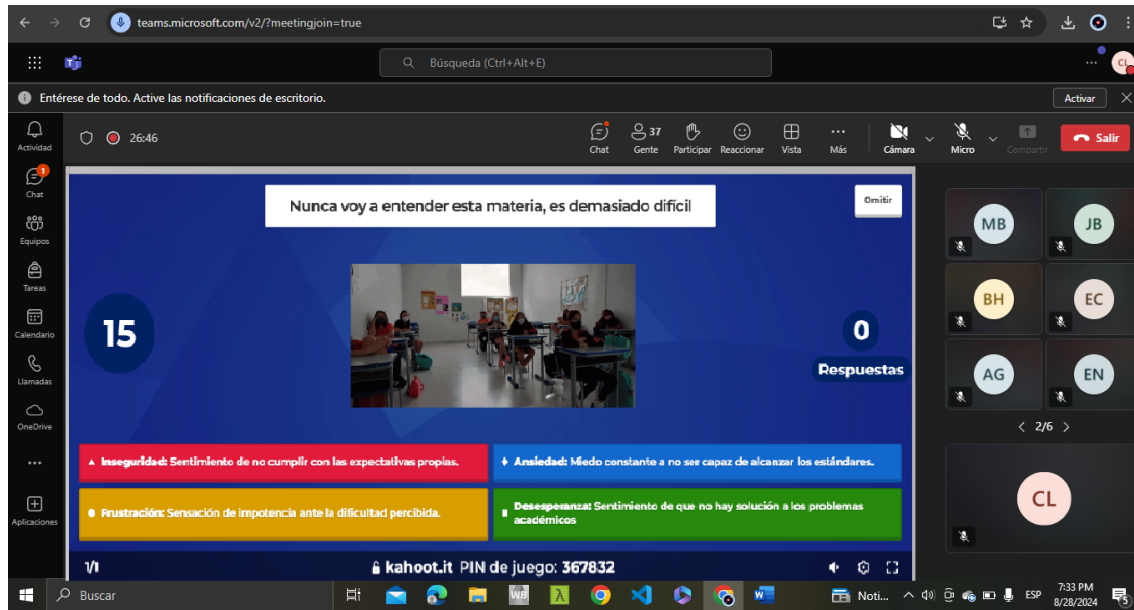 teams.microsoft.com/v2/?meetingjoin=true
Búsqueda (Ctrl+Alt+E)
CL
Entérese de todo. Active las notificaciones de escritorio.
Activar
Actividad
26:46
Chat
37
Gente
Participar
Reaccionar
Vista
Más
Cámara
Micro
Compartir
Salir
1
Chat
Equipos
Tareas
Calendario
Llamadas
OneDrive
Aplicaciones
Nunca voy a entender esta materia, es demasiado difícil
Omitir
15
0
Respuestas
Inseguridad: Sentimiento de no cumplir con las expectativas propias.
Ansiedad: Miedo constante a no ser capaz de alcanzar los estándares.
Frustración: Sensación de impotencia ante la dificultad percibida.
Desesperanza: Sentimiento de que no hay solución a los problemas
académicos
1/1
kahoot.it PIN de juego: 367832
MB
JB
BH
EC
AG
EN
2/6
CL
Buscar
WB
Noti...
ESP
7:33 PM
8/28/2024
5